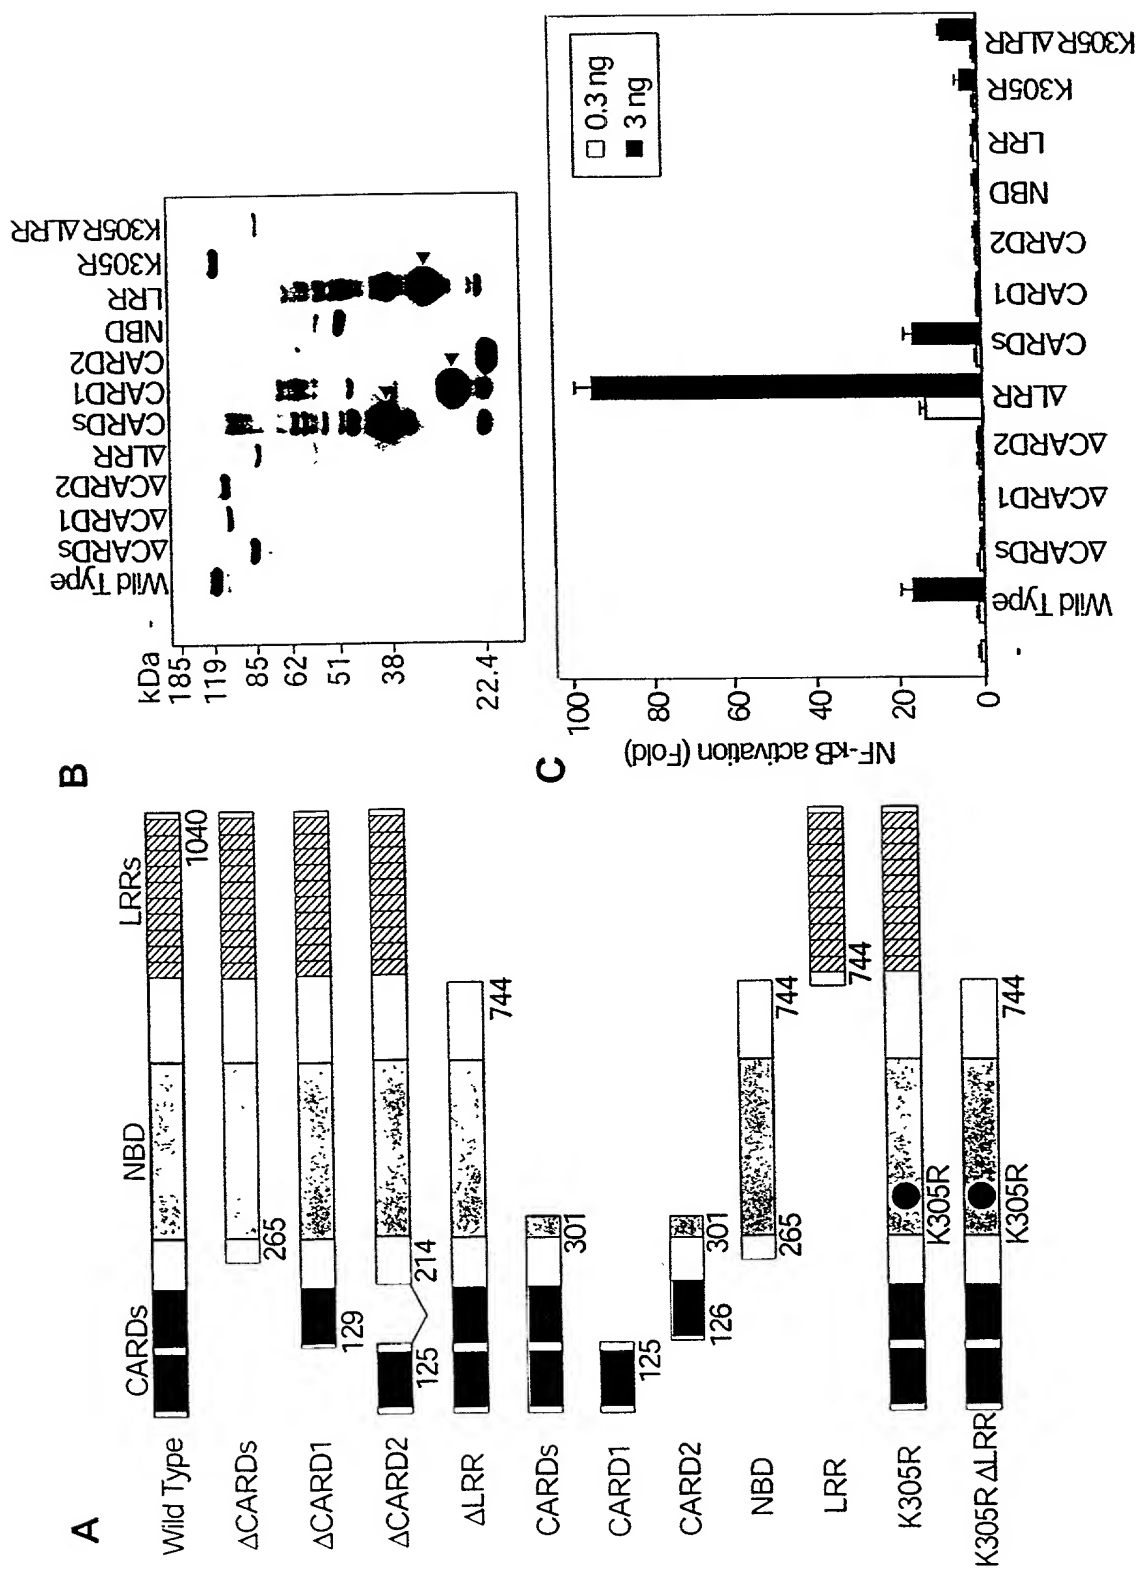 A
CARDs NBD LRRs
Wild Type
1040
ΔCARDs
265
ΔCARD1
129
ΔCARD2
125 214
ΔLRR
744
CARDs
301
CARD1
125
CARD2
126 301
NBD
265 744
LRR
744
K305R
K305R
K305R ΔLRR
K305R 744
B
kDa
185
119
85
62
51
38
22.4
-
Wild Type
ΔCARDs
ΔCARD1
ΔCARD2
ΔLRR
CARDs
CARD1
CARD2
NBD
LRR
K305R
K305R ΔLRR
C
NF-κB activation (Fold)
100
80
60
40
20
0
0.3 ng
3 ng
-
Wild Type
ΔCARDs
ΔCARD1
ΔCARD2
ΔLRR
CARDs
CARD1
CARD2
NBD
LRR
K305R
K305R ΔLRR